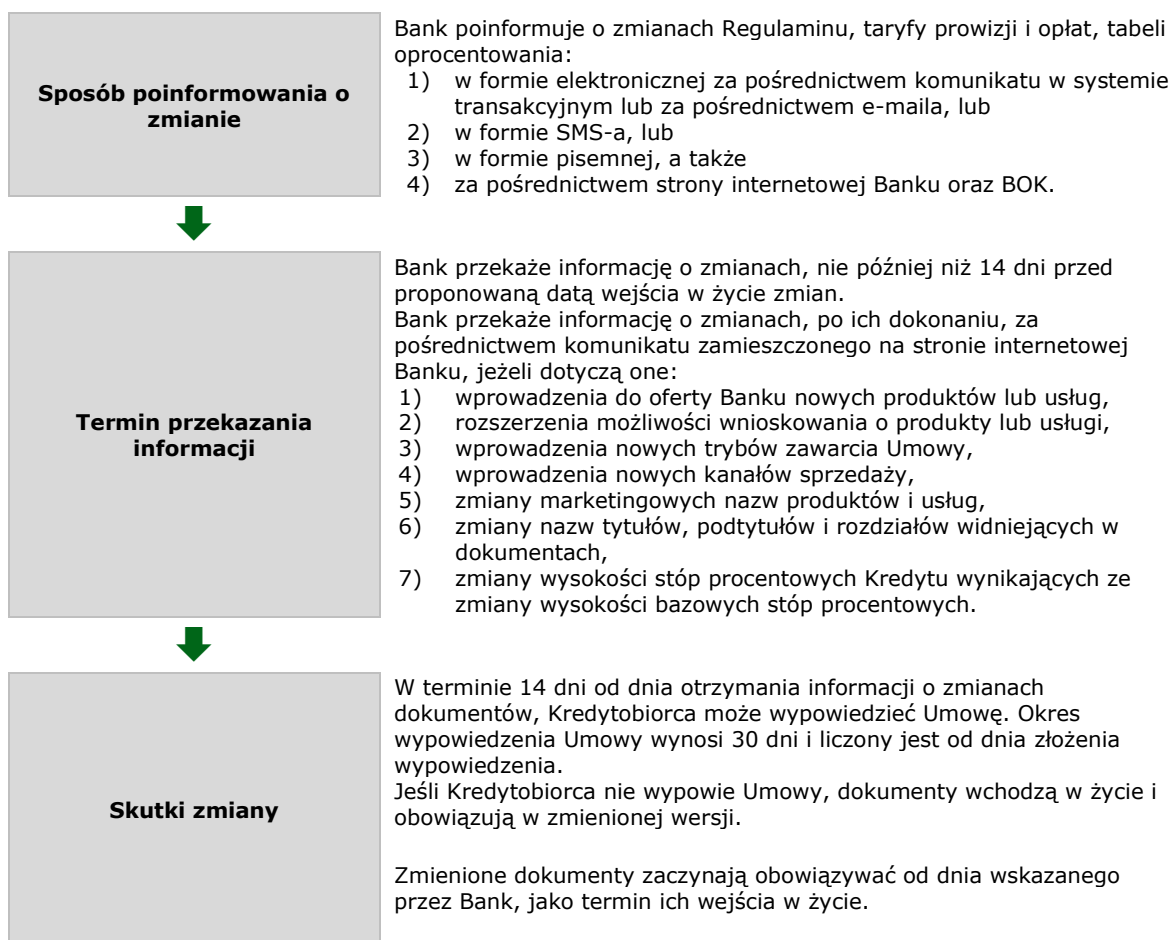 Sposób poinformowania o
zmianie
Bank poinformuje o zmianach Regulaminu, taryfy prowizji i opłat, tabeli
oprocentowania:
1) w formie elektronicznej za pośrednictwem komunikatu w systemie
transakcyjnym lub za pośrednictwem e-maila, lub
2) w formie SMS-a, lub
3) w formie pisemnej, a także
4) za pośrednictwem strony internetowej Banku oraz BOK.
Termin przekazania
informacji
Bank przekaże informację o zmianach, nie później niż 14 dni przed
proponowaną datą wejścia w życie zmian.
Bank przekaże informację o zmianach, po ich dokonaniu, za
pośrednictwem komunikatu zamieszczonego na stronie internetowej
Banku, jeżeli dotyczą one:
1) wprowadzenia do oferty Banku nowych produktów lub usług,
2) rozszerzenia możliwości wnioskowania o produkty lub usługi,
3) wprowadzenia nowych trybów zawarcia Umowy,
4) wprowadzenia nowych kanałów sprzedaży,
5) zmiany marketingowych nazw produktów i usług,
6) zmiany nazw tytułów, podtytułów i rozdziałów widniejących w
dokumentach,
7) zmiany wysokości stóp procentowych Kredytu wynikających ze
zmiany wysokości bazowych stóp procentowych.
Skutki zmiany
W terminie 14 dni od dnia otrzymania informacji o zmianach
dokumentów, Kredytobiorca może wypowiedzieć Umowę. Okres
wypowiedzenia Umowy wynosi 30 dni i liczony jest od dnia złożenia
wypowiedzenia.
Jeśli Kredytobiorca nie wypowie Umowy, dokumenty wchodzą w życie i
obowiązują w zmienionej wersji.
Zmienione dokumenty zaczynają obowiązywać od dnia wskazanego
przez Bank, jako termin ich wejścia w życie.